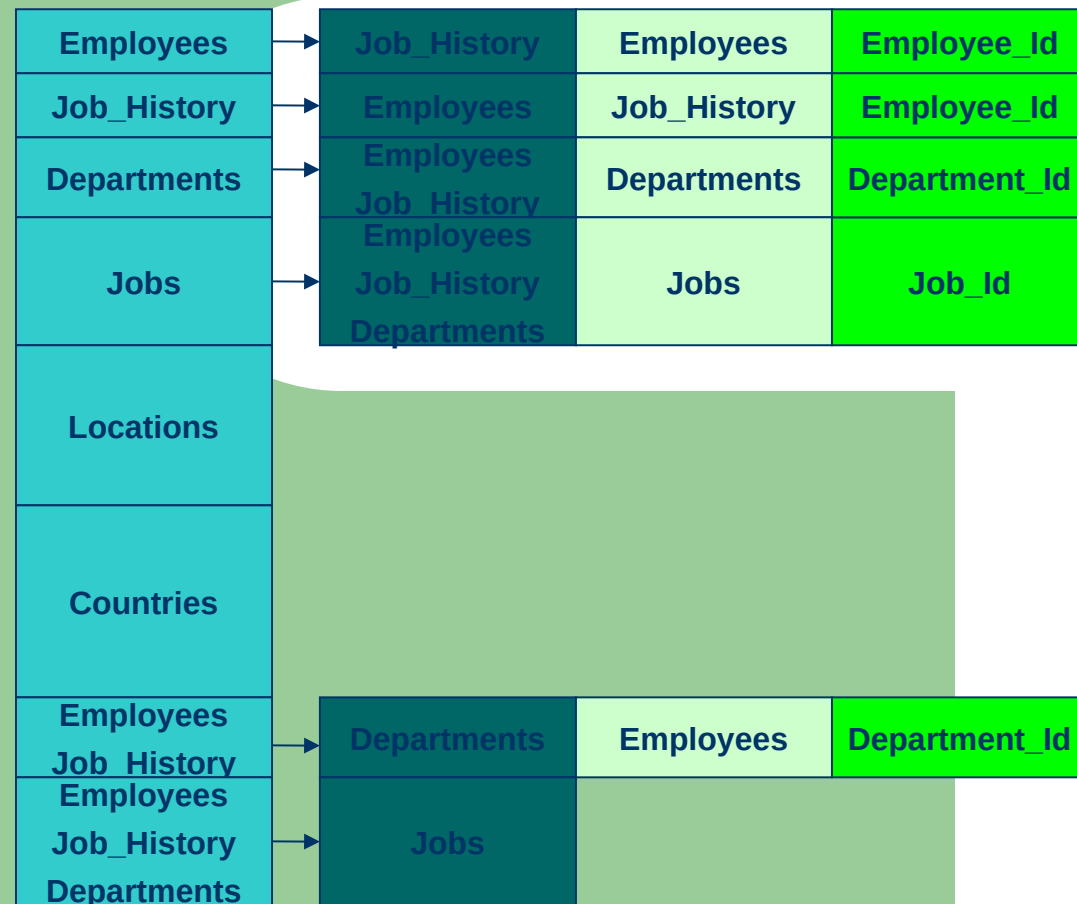 Employees Job_History Employees Employee_Id
Job_History Employees Job_History Employee_Id
Departments Employees Job_History Departments Department_Id
Jobs Employees Job_History Departments Jobs Job_Id
Locations
Countries
Employees Job_History Departments Employees Department_Id
Employees Job_History Departments Jobs